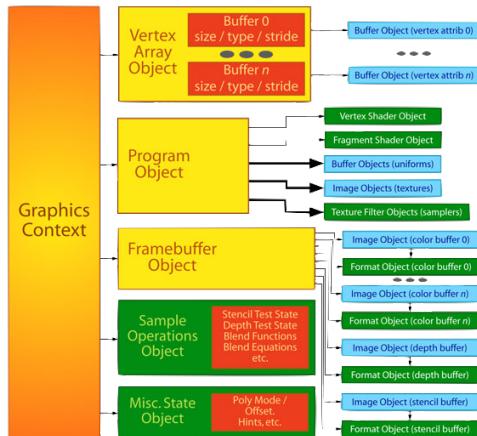 Graphics
Context
Vertex
Array
Object
Buffer 0
size / type / stride
Buffer n
size / type / stride
Buffer Object (vertex attrib 0)
Buffer Object (vertex attrib n)
Program
Object
Vertex Shader Object
Fragment Shader Object
Buffer Objects (uniforms)
Image Objects (textures)
Texture Filter Objects (samplers)
Framebuffer
Object
Image Object (color buffer 0)
Format Object (color buffer 0)
Image Object (color buffer n)
Format Object (color buffer n)
Image Object (depth buffer)
Format Object (depth buffer)
Image Object (stencil buffer)
Format Object (stencil buffer)
Sample
Operations
Object
Stencil Test State
Depth Test State
Blend Functions
Blend Equations
etc.
Misc. State
Object
Poly Mode /
Offset.
Hints, etc.